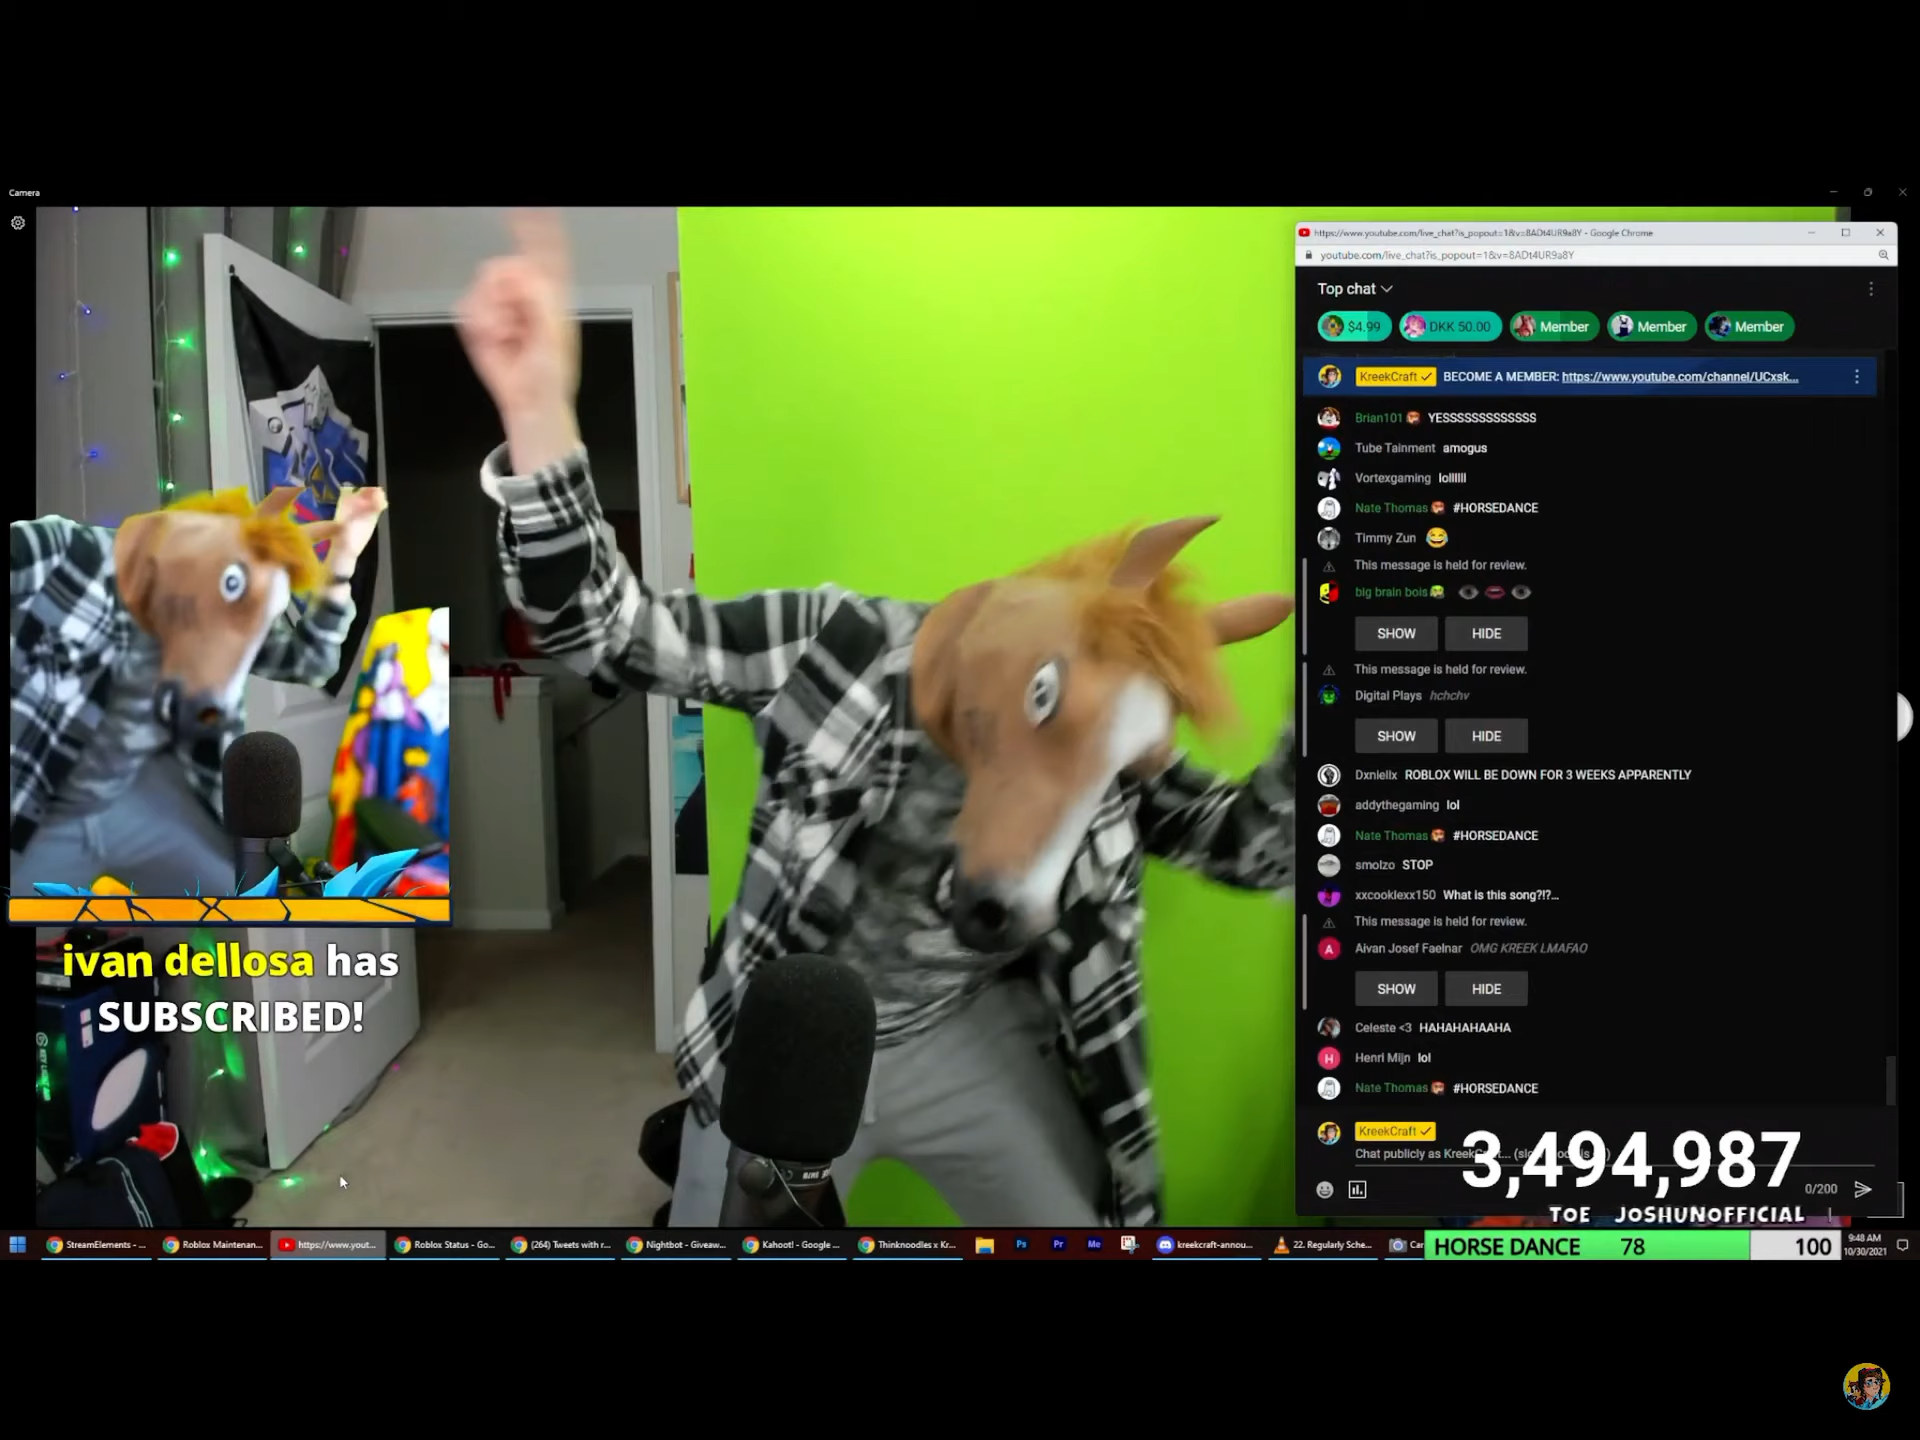 Camera
https://www.youtube.com/live_chat?is_popout=1&v=8ADt4UR9a8Y - Google Chrome
youtube.com/live_chat?is_popout=1&v=8ADt4UR9a8Y
Top chat
$4.99 DKK 50.00 Member Member Member
KreekCraft BECOME A MEMBER: https://www.youtube.com/channel/UCxsk...
Brian101 YESSSSSSSSSSSSS
Tube Tainment amogus
Vortexgaming lollllll
Nate Thomas #HORSEDANCE
Timmy Zun
This message is held for review.
big brain bois
SHOW HIDE
This message is held for review.
Digital Plays hchchv
SHOW HIDE
Dxnielix ROBLOX WILL BE DOWN FOR 3 WEEKS APPARENTLY
addythegaming lol
Nate Thomas #HORSEDANCE
smolzo STOP
xxcookiexx150 What is this song?!?...
This message is held for review.
A Aivan Josef Faelnar OMG KREEK LMAFAO
SHOW HIDE
Celeste <3 HAHAHAHAAHA
H Henri Mijn lol
Nate Thomas #HORSEDANCE
KreekCraft
Chat publicly as
3,494,987
0/200
TOE JOSHUNOFFICIAL
ivan dellosa has
SUBSCRIBED!
StreamElements - ... Roblox Maintenan... https://www.yout... Roblox Status - Go... (264) Tweets with r... Nightbot - Giveaw... Kahoot! - Google ... Thinknoodles x Kr... Ps Pr Me kreekcraft-annou... 22. Regularly Sche... Car
HORSE DANCE 78 100
9:48 AM
10/30/2021